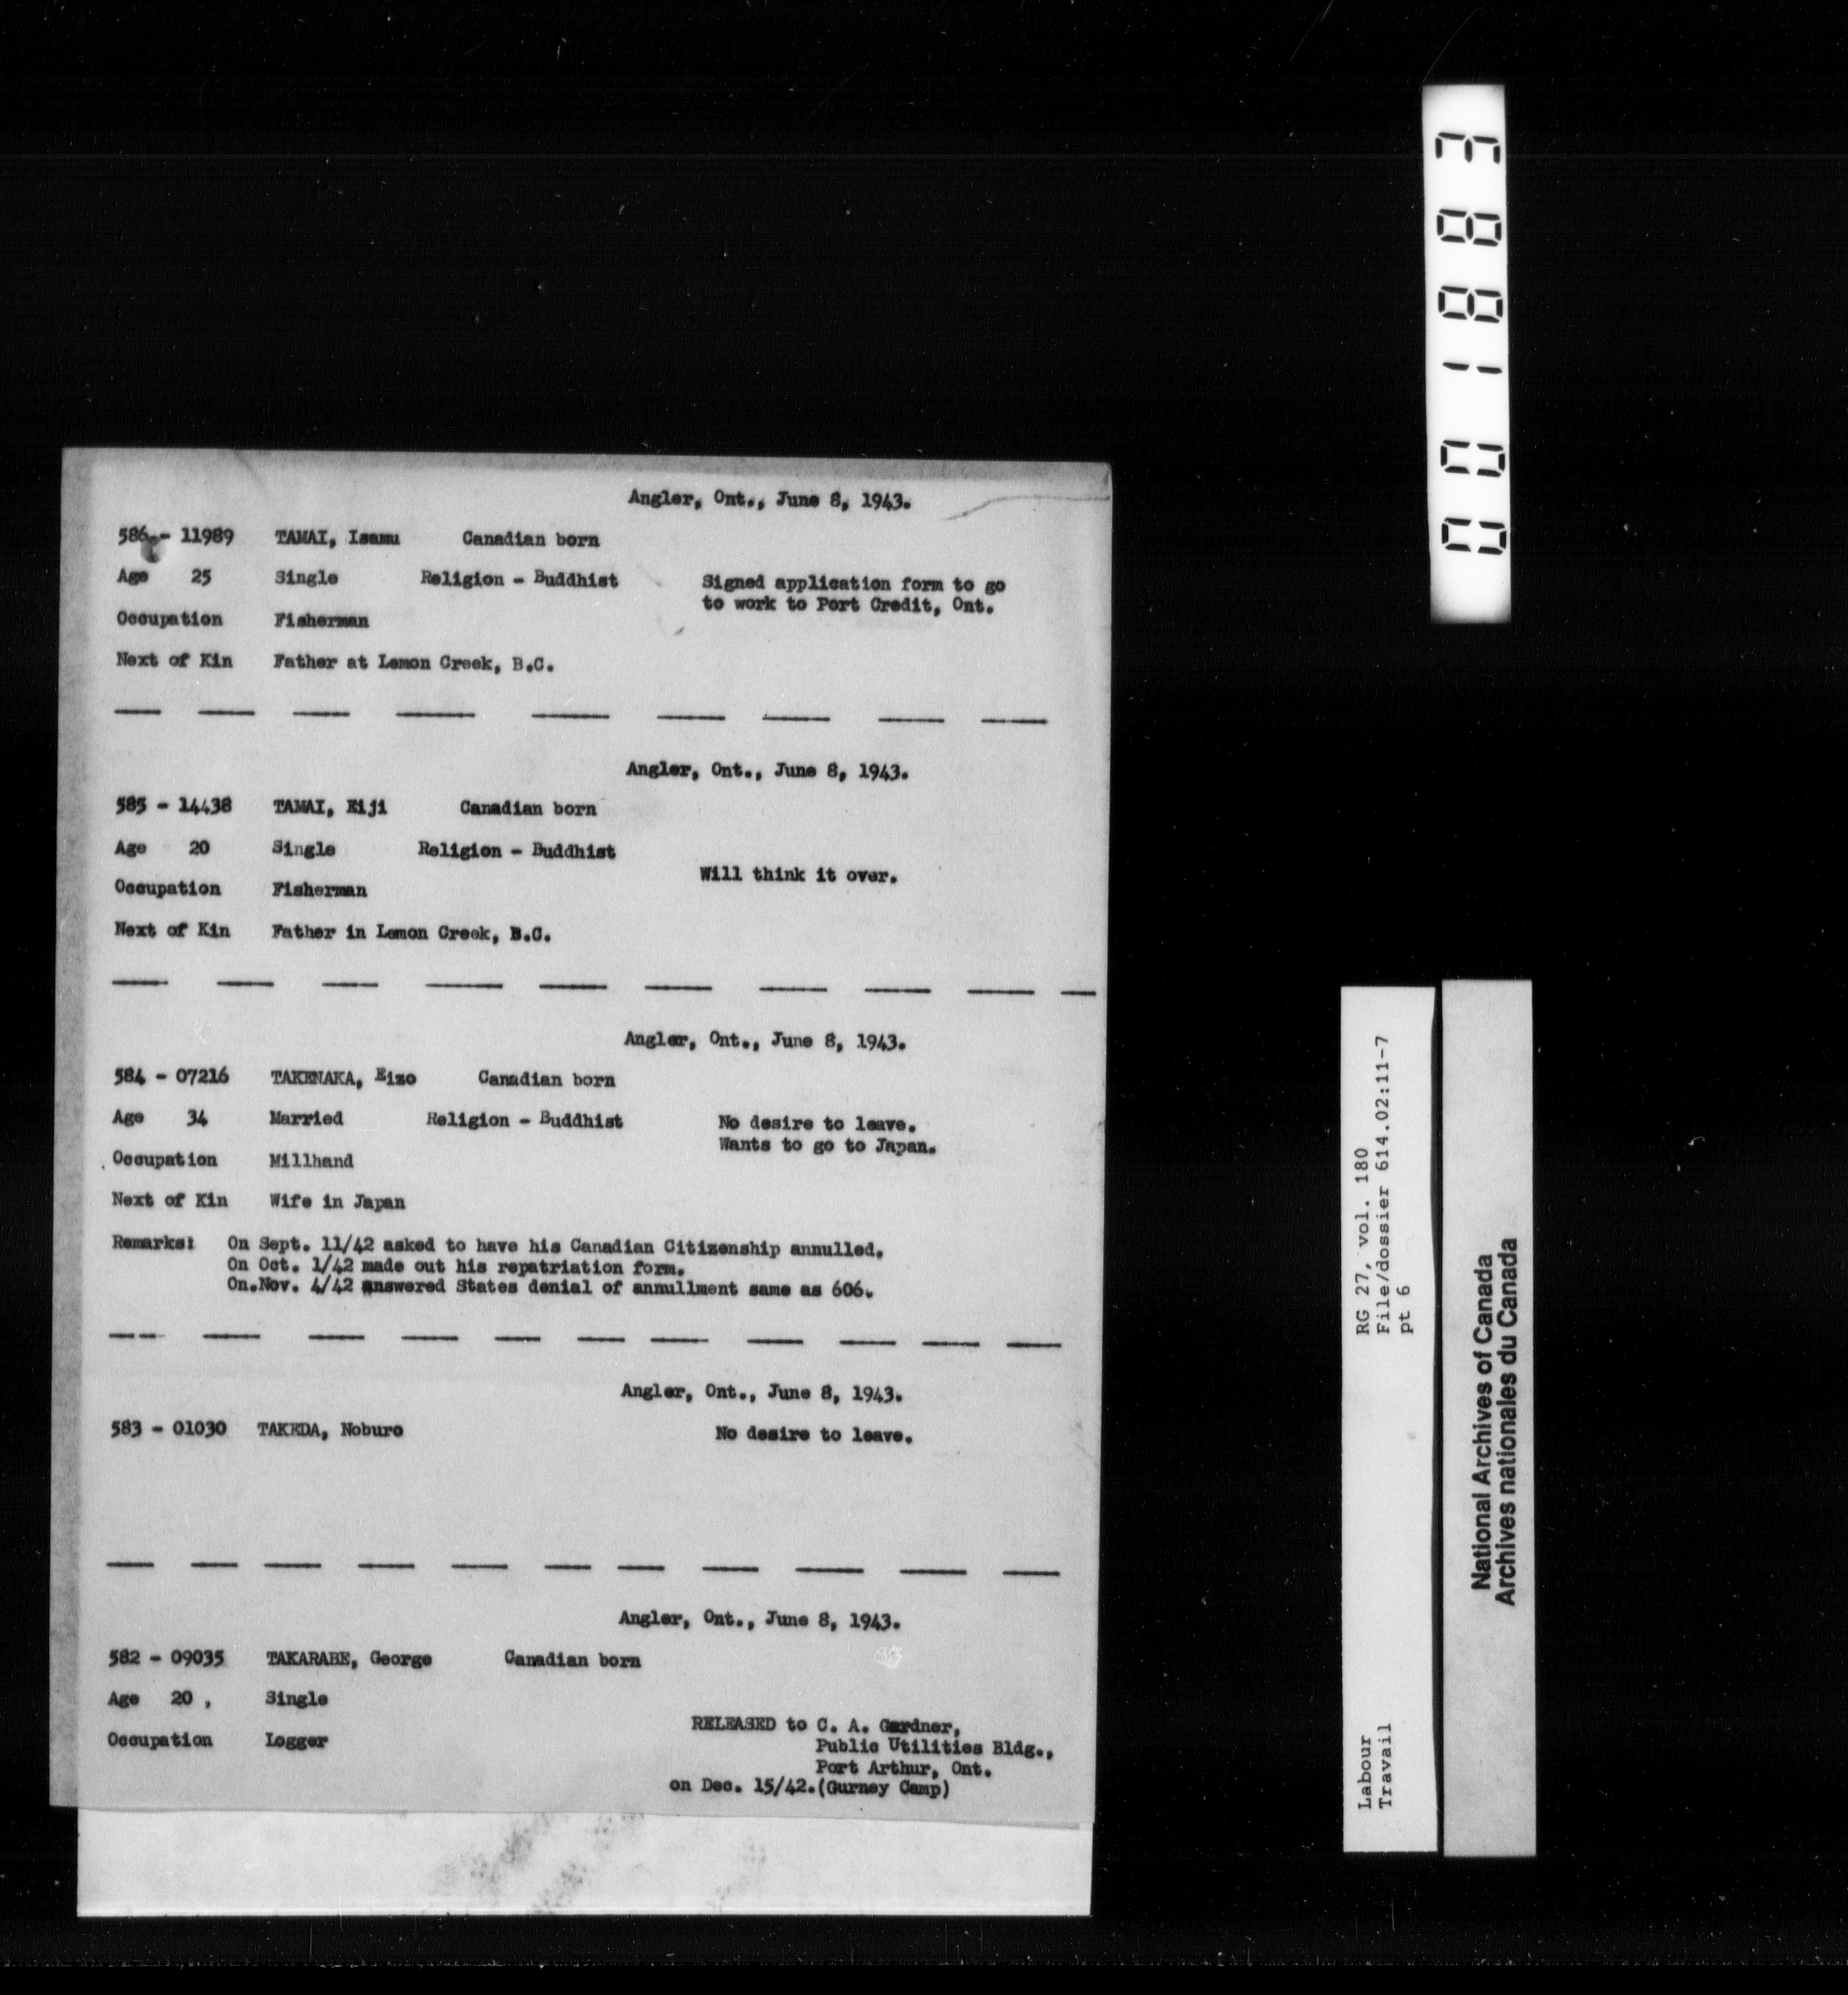 Angler, Ont., June 8, 1943.
586 - 11989 TAMAI, Isamu Canadian born
Age 25 Single Religion - Buddhist Signed application form to go
to work to Port Credit, Ont.
Occupation Fisherman
Next of Kin Father at Lemon Creek, B.C.
Angler, Ont., June 8, 1943.
585 - 14438 TAMAI, Eiji Canadian born
Age 20 Single Religion - Buddhist
Will think it over.
Occupation Fisherman
Next of Kin Father in Lemon Creek, B.C.
Angler, Ont., June 8, 1943.
584 - 07216 TAKENAKA, Eizo Canadian born
Age 34 Married Religion - Buddhist No desire to leave.
Wants to go to Japan.
Occupation Millhand
Next of Kin Wife in Japan
Remarks: On Sept. 11/42 asked to have his Canadian Citizenship annulled.
On Oct. 1/42 made out his repatriation form.
On.Nov. 4/42 answered States denial of annullment same as 606.
Angler, Ont., June 8, 1943.
583 - 01030 TAKEDA, Noburo No desire to leave.
Angler, Ont., June 8, 1943.
582 - 09035 TAKARABE, George Canadian born
Age 20 , Single
RELEASED to C. A. Gardner,
Occupation Logger
Public Utilities Bldg.,
Port Arthur, Ont.
on Dec. 15/42.(Gurney Camp)
001883
RG 27, vol. 180
File/dossier 614.02:11-7
pt 6
Labour
Travail
National Archives of Canada
Archives nationales du Canada